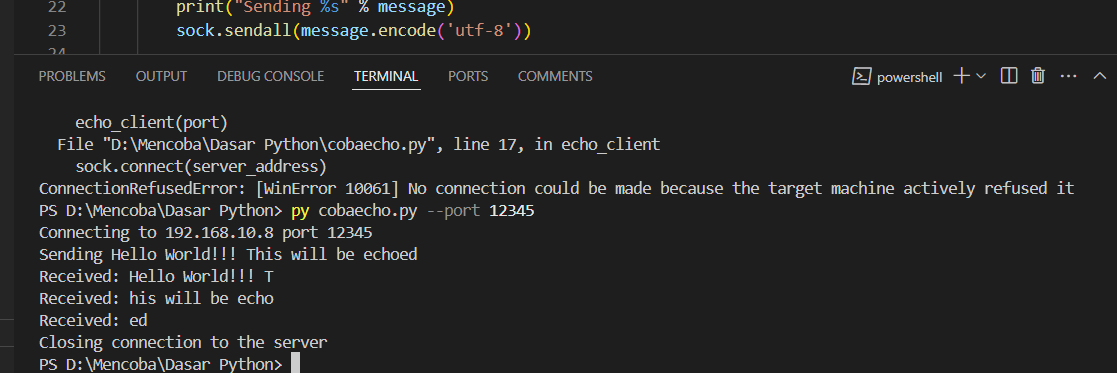 22 print("Sending %s" % message)
23 sock.sendall(message.encode('utf-8'))
24
PROBLEMS OUTPUT DEBUG CONSOLE TERMINAL PORTS COMMENTS powershell
echo_client(port)
File "D:\Mencoba\Dasar Python\cobaecho.py", line 17, in echo_client
sock.connect(server_address)
ConnectionRefusedError: [WinError 10061] No connection could be made because the target machine actively refused it
PS D:\Mencoba\Dasar Python> py cobaecho.py --port 12345
Connecting to 192.168.10.8 port 12345
Sending Hello World!!! This will be echoed
Received: Hello World!!! T
Received: his will be echo
Received: ed
Closing connection to the server
PS D:\Mencoba\Dasar Python>